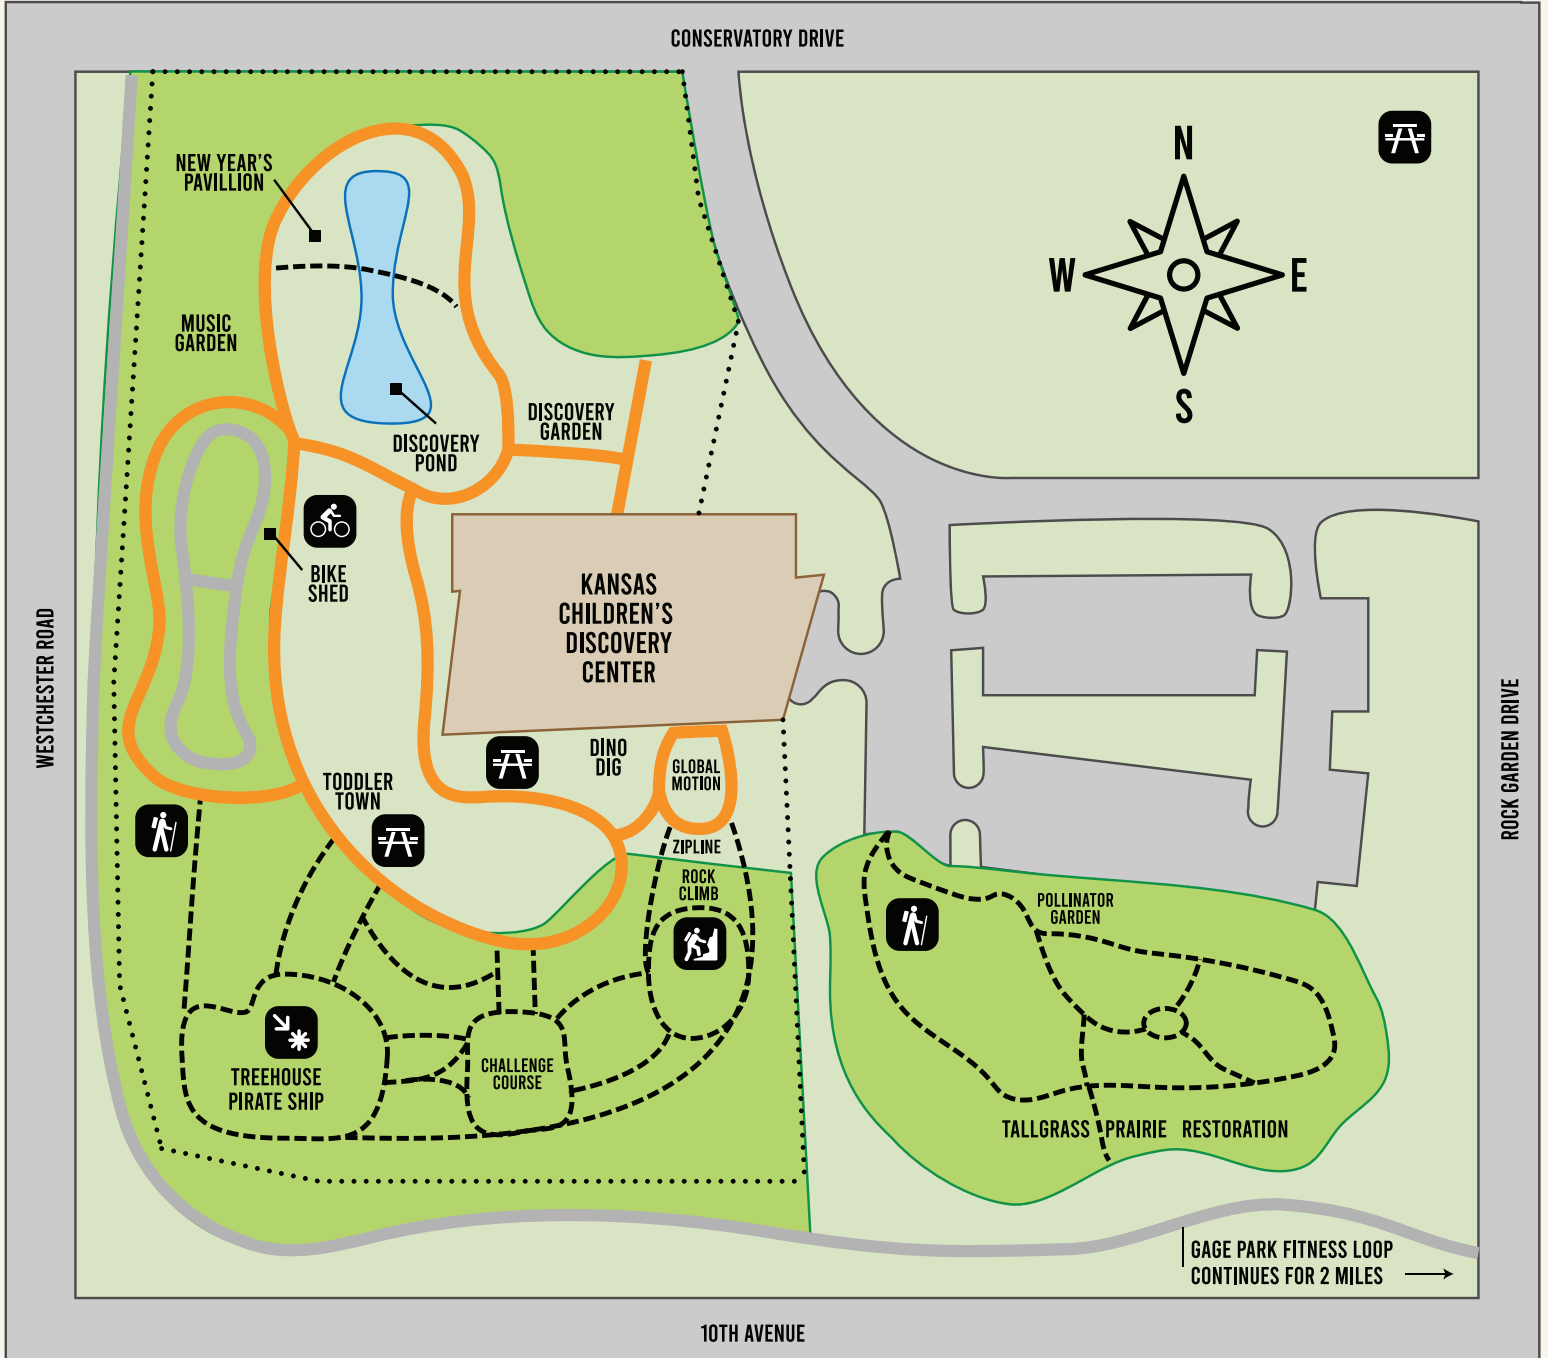 CONSERVATORY DRIVE
NEW YEAR'S
PAVILLION
N
W
E
S
MUSIC
GARDEN
DISCOVERY
GARDEN
DISCOVERY
POND
BIKE
SHED
KANSAS
CHILDREN'S
DISCOVERY
CENTER
WESTCHESTER ROAD
ROCK GARDEN DRIVE
DINO
DIG
GLOBAL
MOTION
TODDLER
TOWN
ZIPLINE
ROCK
CLIMB
POLLINATOR
GARDEN
TREEHOUSE
PIRATE SHIP
CHALLENGE
COURSE
TALLGRASS PRAIRIE RESTORATION
GAGE PARK FITNESS LOOP
CONTINUES FOR 2 MILES
10TH AVENUE